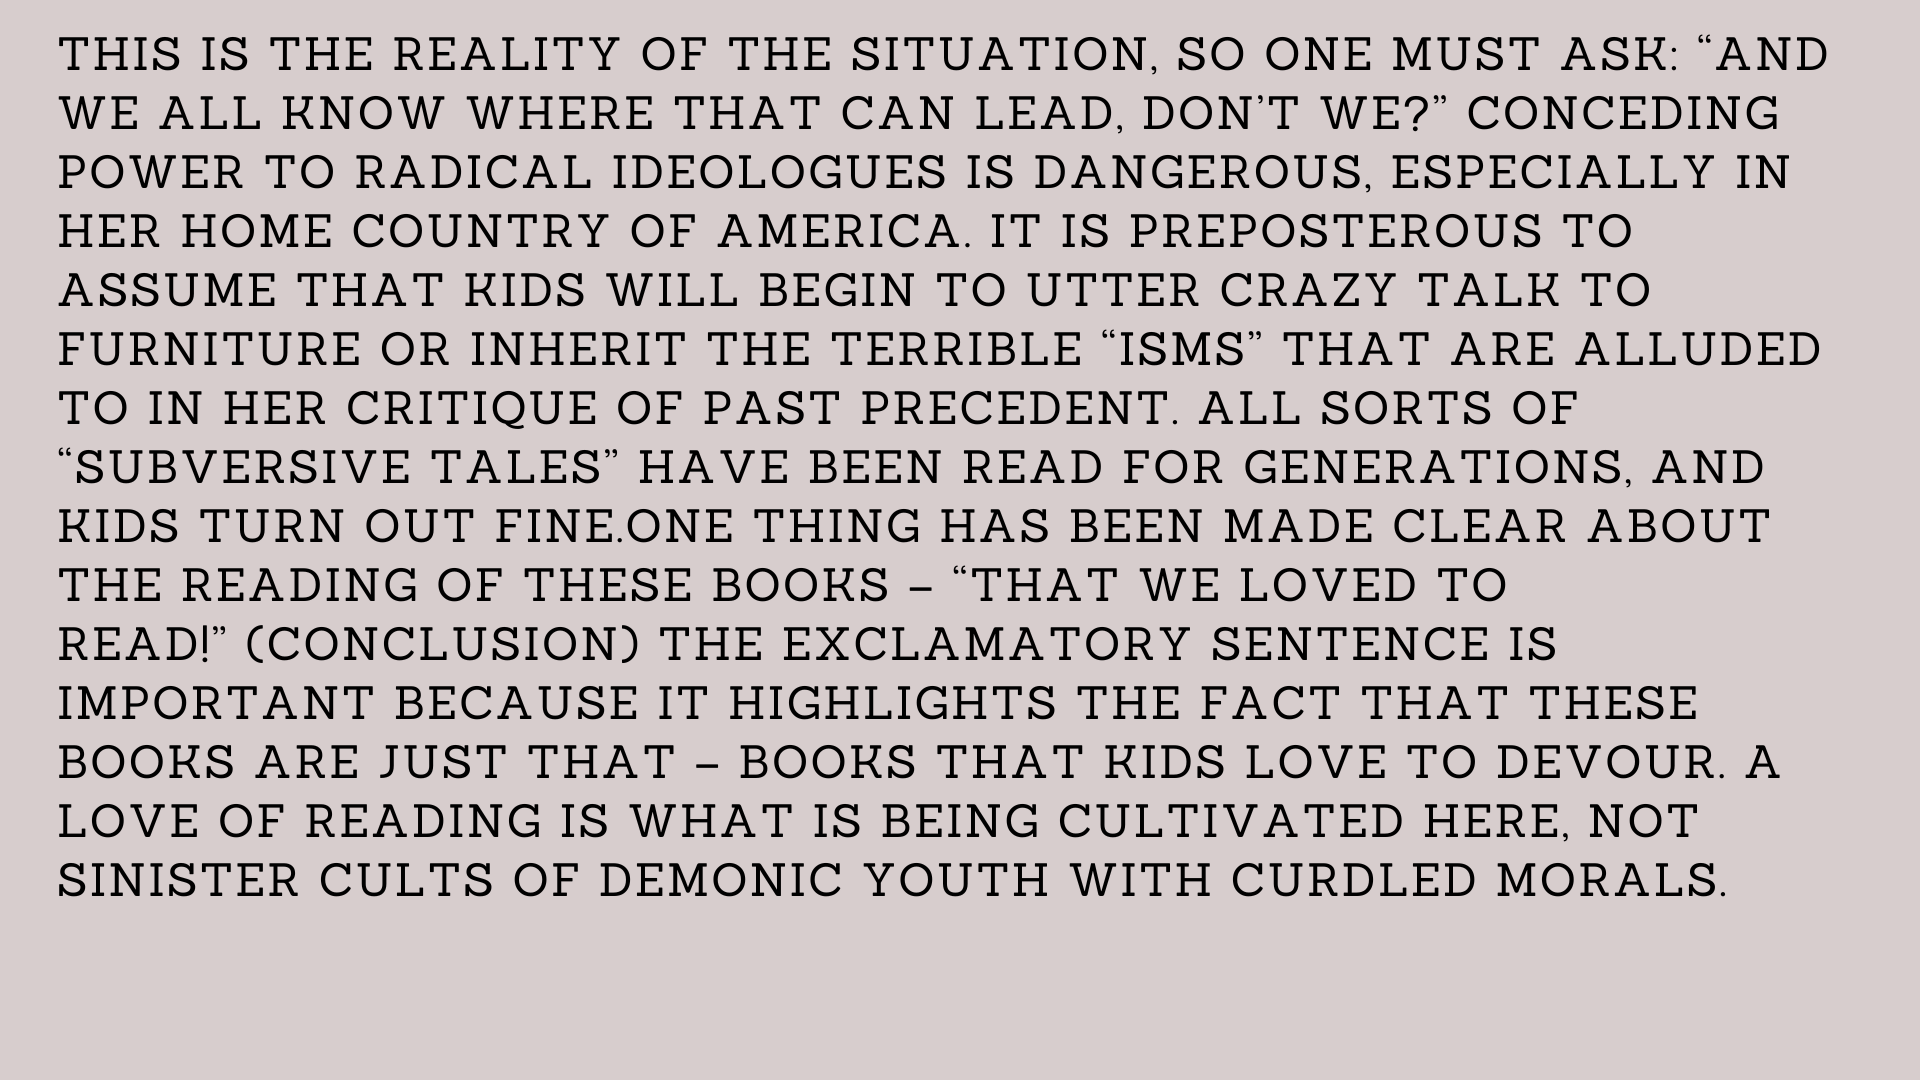 THIS IS THE REALITY OF THE SITUATION, SO ONE MUST ASK: “AND
WE ALL KNOW WHERE THAT CAN LEAD, DON’T WE?” CONCEDING
POWER TO RADICAL IDEOLOGUES IS DANGEROUS, ESPECIALLY IN
HER HOME COUNTRY OF AMERICA. IT IS PREPOSTEROUS TO
ASSUME THAT KIDS WILL BEGIN TO UTTER CRAZY TALK TO
FURNITURE OR INHERIT THE TERRIBLE “ISMS” THAT ARE ALLUDED
TO IN HER CRITIQUE OF PAST PRECEDENT. ALL SORTS OF
“SUBVERSIVE TALES” HAVE BEEN READ FOR GENERATIONS, AND
KIDS TURN OUT FINE.ONE THING HAS BEEN MADE CLEAR ABOUT
THE READING OF THESE BOOKS – “THAT WE LOVED TO
READ!” (CONCLUSION) THE EXCLAMATORY SENTENCE IS
IMPORTANT BECAUSE IT HIGHLIGHTS THE FACT THAT THESE
BOOKS ARE JUST THAT – BOOKS THAT KIDS LOVE TO DEVOUR. A
LOVE OF READING IS WHAT IS BEING CULTIVATED HERE, NOT
SINISTER CULTS OF DEMONIC YOUTH WITH CURDLED MORALS.